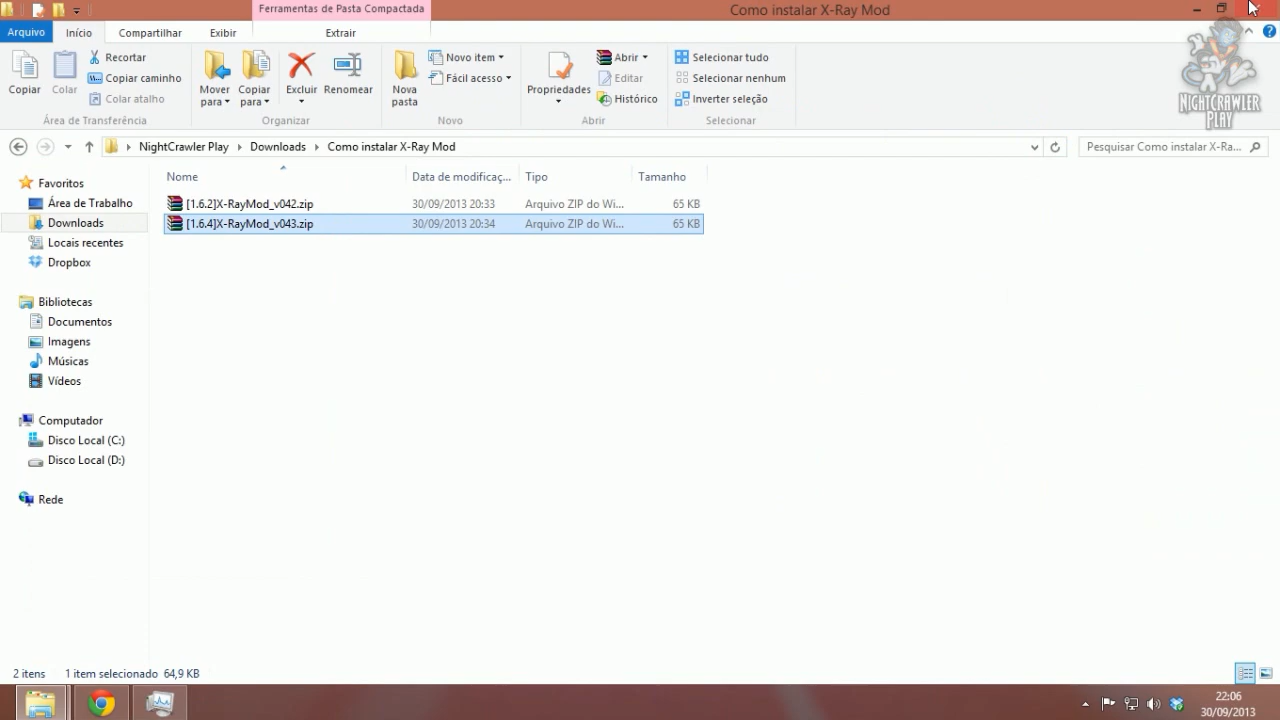 Ferramentas de Pasta Compactada
Como instalar X-Ray Mod
Arquivo
Início
Compartilhar
Exibir
Extrair
Copiar
Colar
Recortar
Copiar caminho
Colar atalho
Área de Transferência
Mover para
Copiar para
Excluir
Renomear
Organizar
Nova pasta
Novo item
Fácil acesso
Novo
Propriedades
Abrir
Editar
Histórico
Abrir
Selecionar tudo
Selecionar nenhum
Inverter seleção
Selecionar
NIGHTCRAWLER
PLAY
NightCrawler Play
Downloads
Como instalar X-Ray Mod
Pesquisar Como instalar X-Ra...
Nome
Data de modificaç...
Tipo
Tamanho
[1.6.2]X-RayMod_v042.zip 30/09/2013 20:33 Arquivo ZIP do Wi... 65 KB
[1.6.4]X-RayMod_v043.zip 30/09/2013 20:34 Arquivo ZIP do Wi... 65 KB
Favoritos
Área de Trabalho
Downloads
Locais recentes
Dropbox
Bibliotecas
Documentos
Imagens
Músicas
Vídeos
Computador
Disco Local (C:)
Disco Local (D:)
Rede
2 itens 1 item selecionado 64,9 KB
22:06
30/09/2013